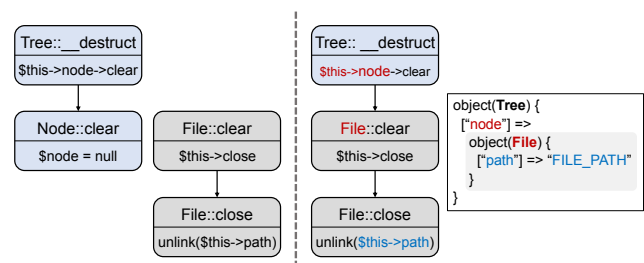 Tree::__destruct
$this->node->clear
Node::clear
$node = null
File::clear
$this->close
File::close
unlink($this->path)
Tree::__destruct
$this->node->clear
File::clear
$this->close
File::close
unlink($this->path)
object(Tree) {
[“node”] =>
object(File) {
[“path”] => “FILE_PATH”
}
}